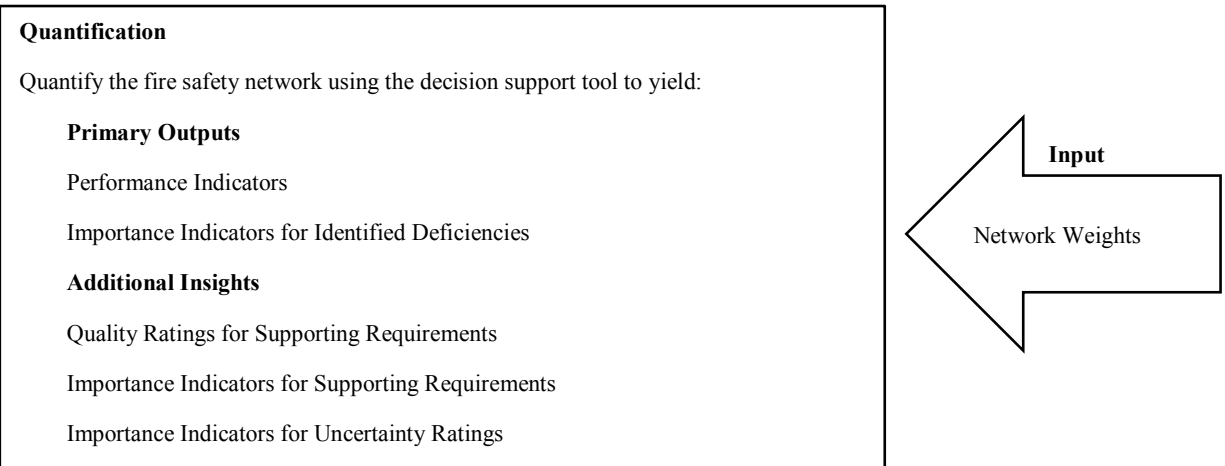 Quantification
Quantify the fire safety network using the decision support tool to yield:
Primary Outputs
Performance Indicators
Importance Indicators for Identified Deficiencies
Additional Insights
Quality Ratings for Supporting Requirements
Importance Indicators for Supporting Requirements
Importance Indicators for Uncertainty Ratings
Input
Network Weights